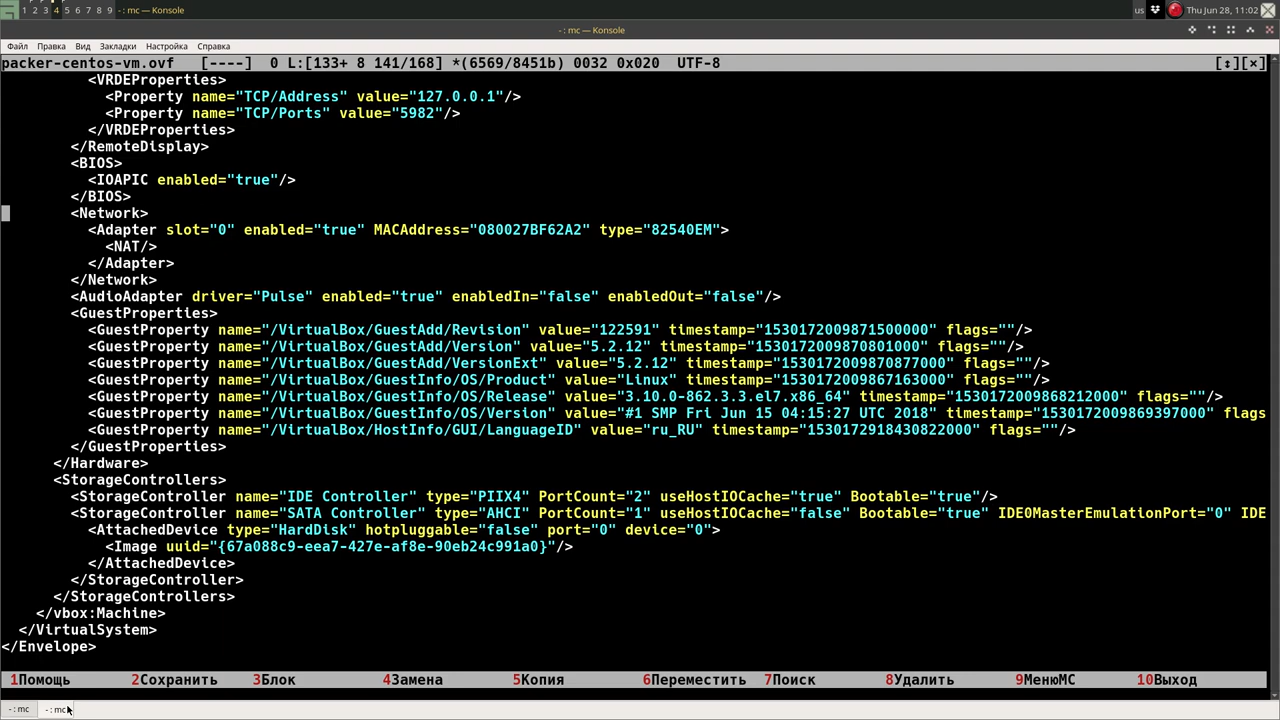 1 2 3 4 5 6 7 8 9 - : mc — Konsole
us Thu Jun 28, 11:02
- : mc — Konsole
Файл Правка Вид Закладки Настройка Справка
packer-centos-vm.ovf [----] 0 L:[133+ 8 141/168] *(6569/8451b) 0032 0x020 UTF-8 [↕][×]
<VRDEProperties>
<Property name="TCP/Address" value="127.0.0.1"/>
<Property name="TCP/Ports" value="5982"/>
</VRDEProperties>
</RemoteDisplay>
<BIOS>
<IOAPIC enabled="true"/>
</BIOS>
<Network>
<Adapter slot="0" enabled="true" MACAddress="080027BF62A2" type="82540EM">
<NAT/>
</Adapter>
</Network>
<AudioAdapter driver="Pulse" enabled="true" enabledIn="false" enabledOut="false"/>
<GuestProperties>
<GuestProperty name="/VirtualBox/GuestAdd/Revision" value="122591" timestamp="1530172009871500000" flags=""/>
<GuestProperty name="/VirtualBox/GuestAdd/Version" value="5.2.12" timestamp="1530172009870801000" flags=""/>
<GuestProperty name="/VirtualBox/GuestAdd/VersionExt" value="5.2.12" timestamp="1530172009870877000" flags=""/>
<GuestProperty name="/VirtualBox/GuestInfo/OS/Product" value="Linux" timestamp="1530172009867163000" flags=""/>
<GuestProperty name="/VirtualBox/GuestInfo/OS/Release" value="3.10.0-862.3.3.el7.x86_64" timestamp="1530172009868212000" flags=""/>
<GuestProperty name="/VirtualBox/GuestInfo/OS/Version" value="#1 SMP Fri Jun 15 04:15:27 UTC 2018" timestamp="1530172009869397000" flags
<GuestProperty name="/VirtualBox/HostInfo/GUI/LanguageID" value="ru_RU" timestamp="1530172918430822000" flags=""/>
</GuestProperties>
</Hardware>
<StorageControllers>
<StorageController name="IDE Controller" type="PIIX4" PortCount="2" useHostIOCache="true" Bootable="true"/>
<StorageController name="SATA Controller" type="AHCI" PortCount="1" useHostIOCache="false" Bootable="true" IDE0MasterEmulationPort="0" IDE
<AttachedDevice type="HardDisk" hotpluggable="false" port="0" device="0">
<Image uuid="{67a088c9-eea7-427e-af8e-90eb24c991a0}"/>
</AttachedDevice>
</StorageController>
</StorageControllers>
</vbox:Machine>
</VirtualSystem>
</Envelope>
1Помощь 2Сохранить 3Блок 4Замена 5Копия 6Переместить 7Поиск 8Удалить 9МенюMC 10Выход
- : mc - : mc